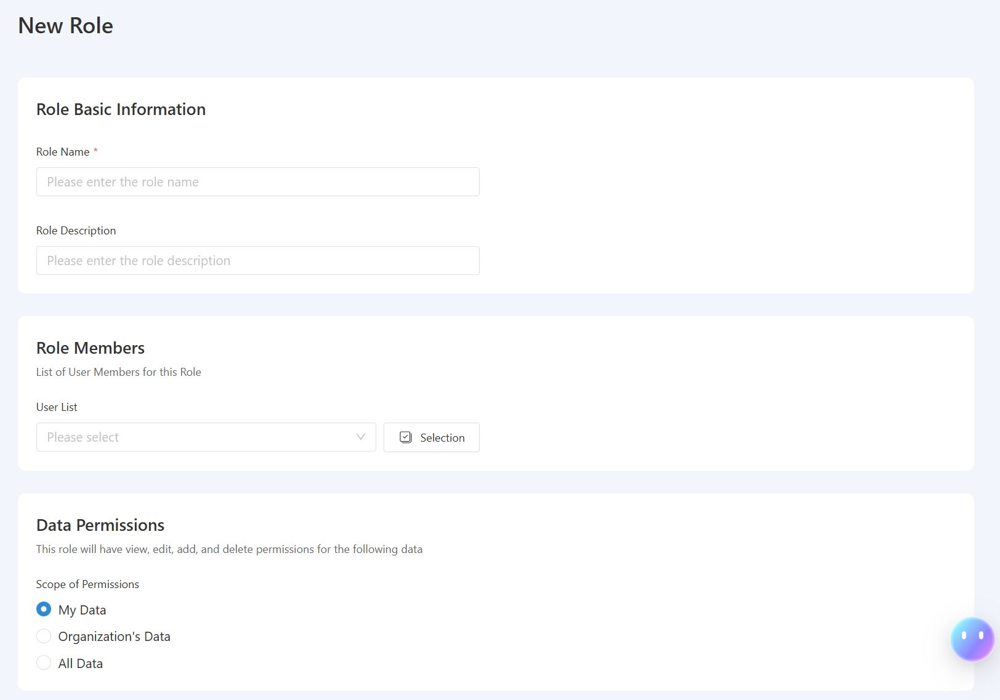 New Role
Role Basic Information
Role Name *
Please enter the role name
Role Description
Please enter the role description
Role Members
List of User Members for this Role
User List
Please select
Selection
Data Permissions
This role will have view, edit, add, and delete permissions for the following data
Scope of Permissions
My Data
Organization's Data
All Data